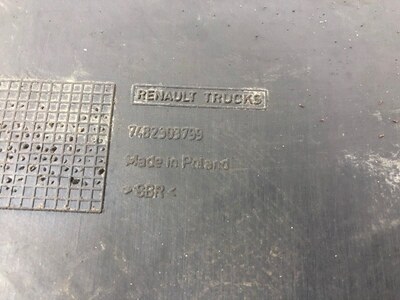 RENAULT TRUCKS
7482303799
Made in Poland
> SBR <